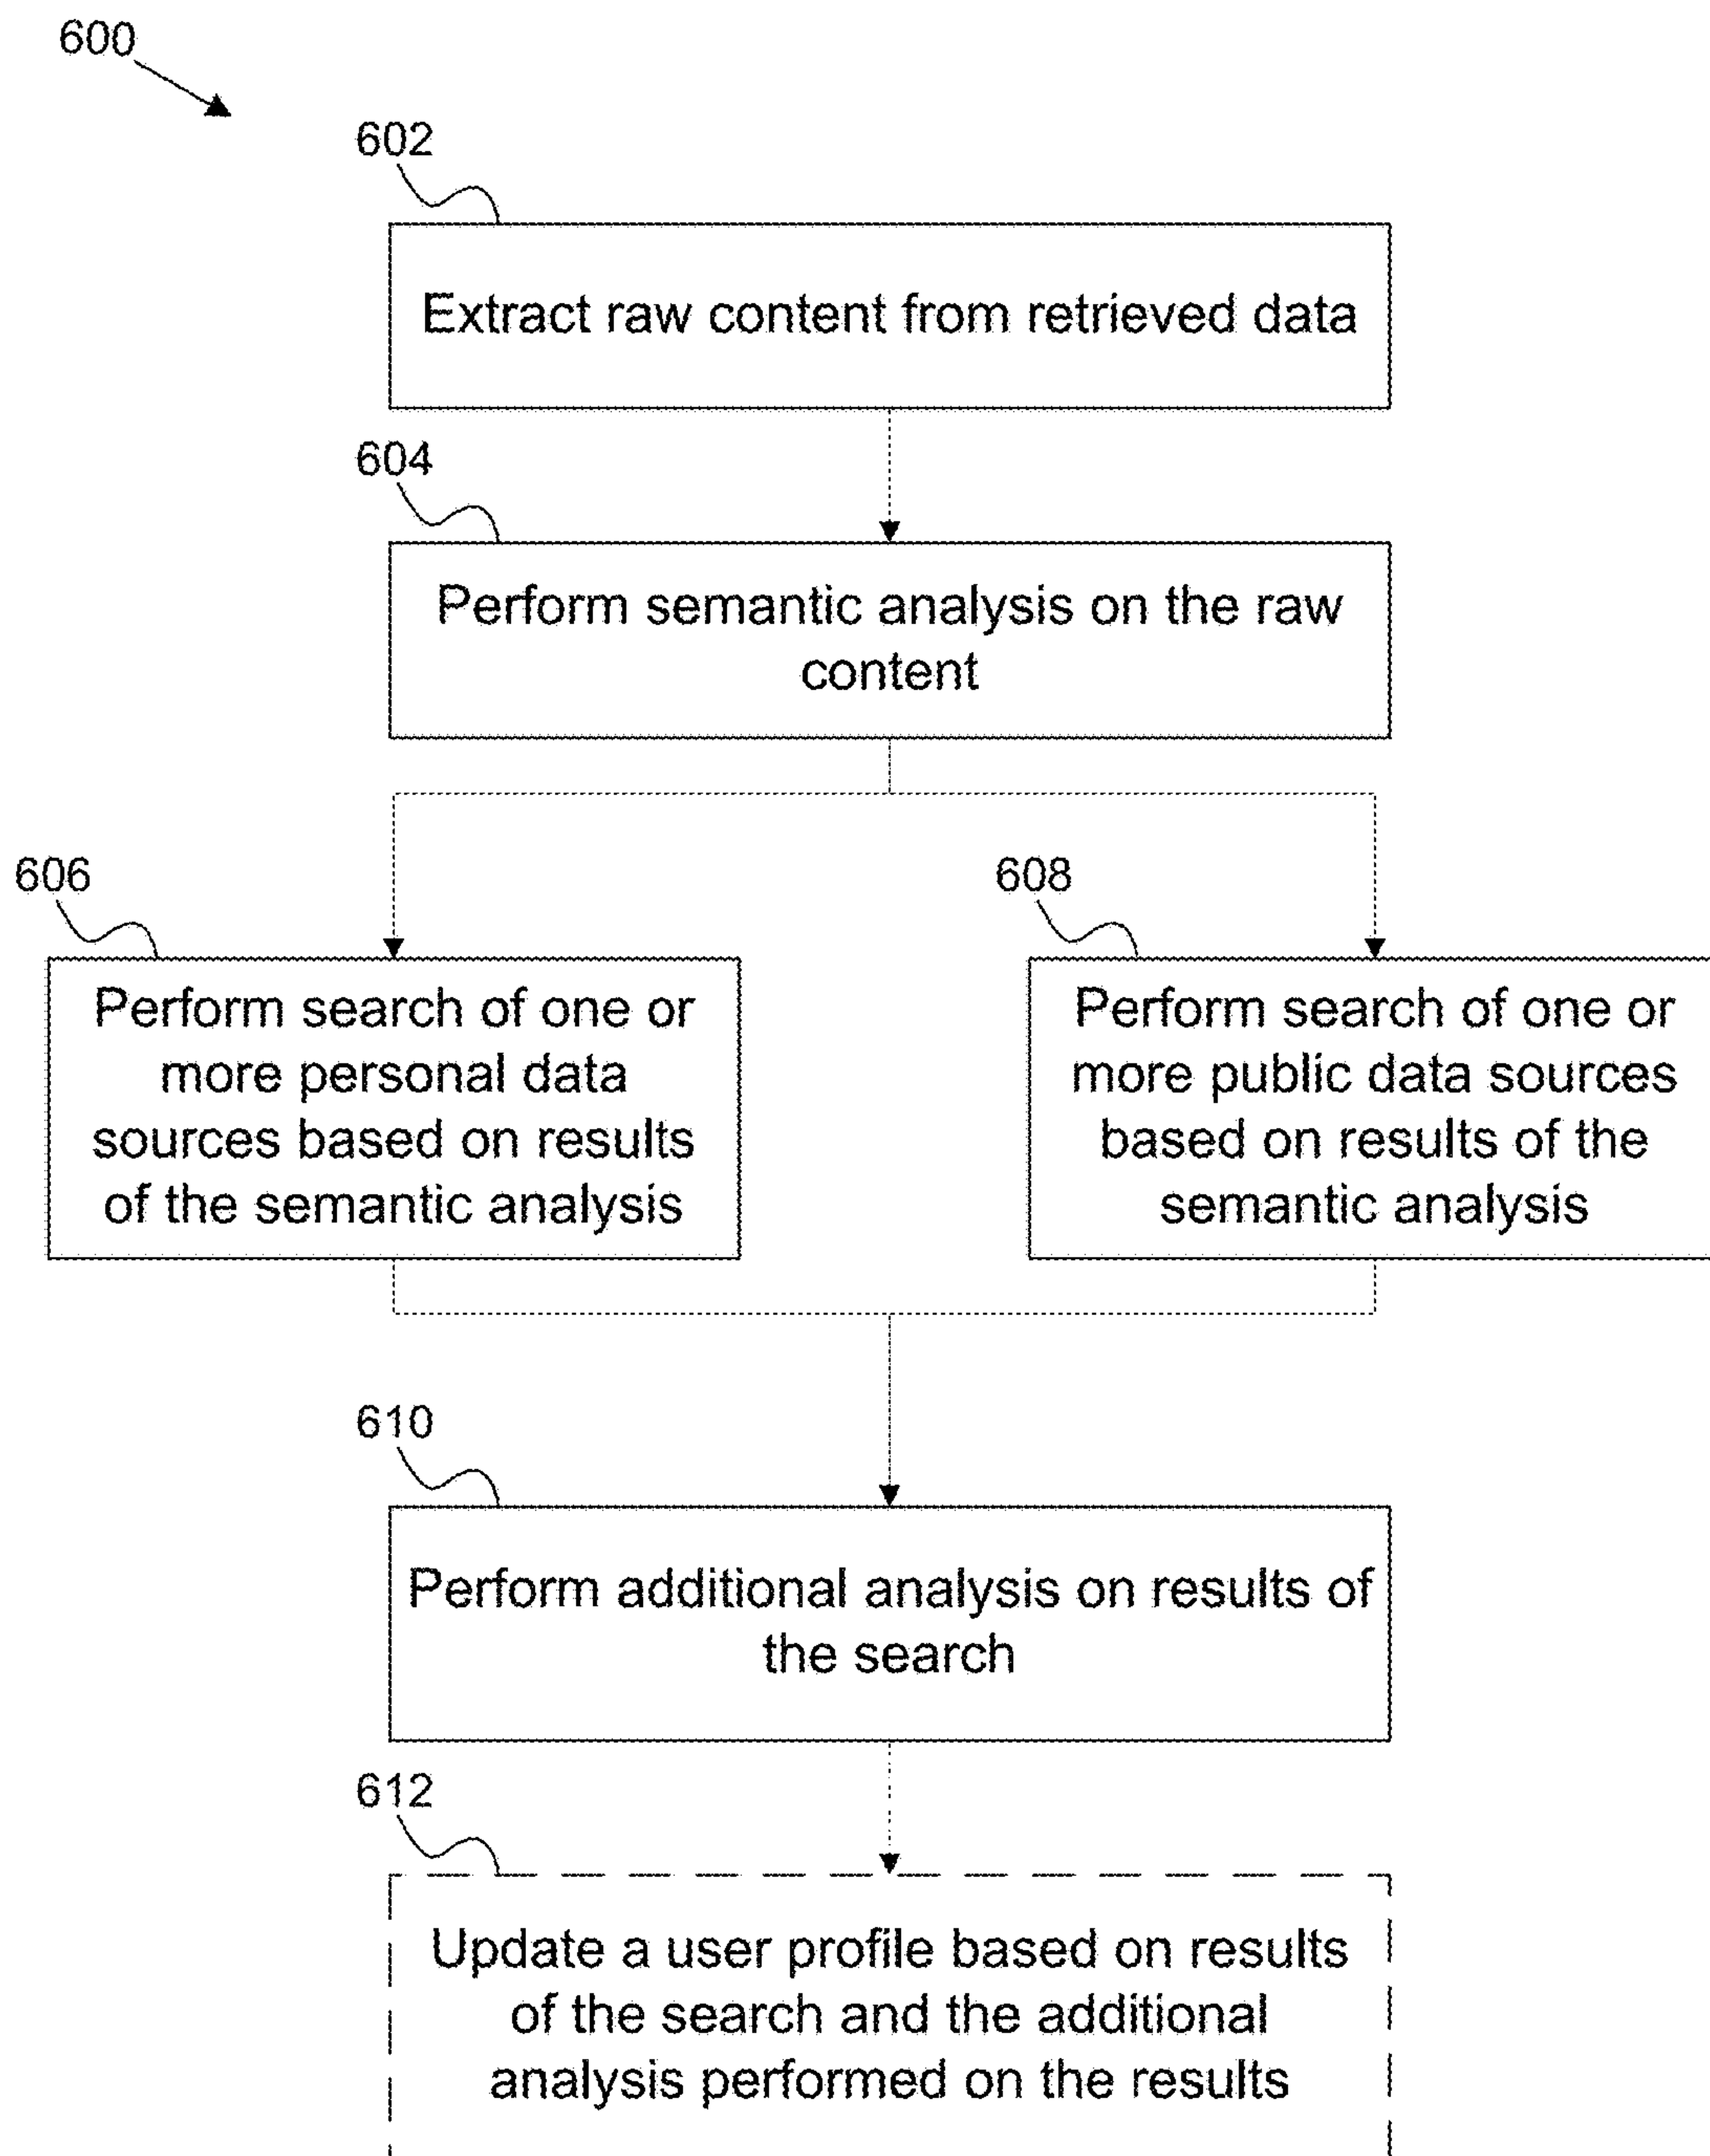 600
602
Extract raw content from retrieved data
604
Perform semantic analysis on the raw
content
606
Perform search of one or
more personal data
sources based on results
of the semantic analysis
608
Perform search of one or
more public data sources
based on results of the
semantic analysis
610
Perform additional analysis on results of
the search
612
Update a user profile based on results
of the search and the additional
analysis performed on the results